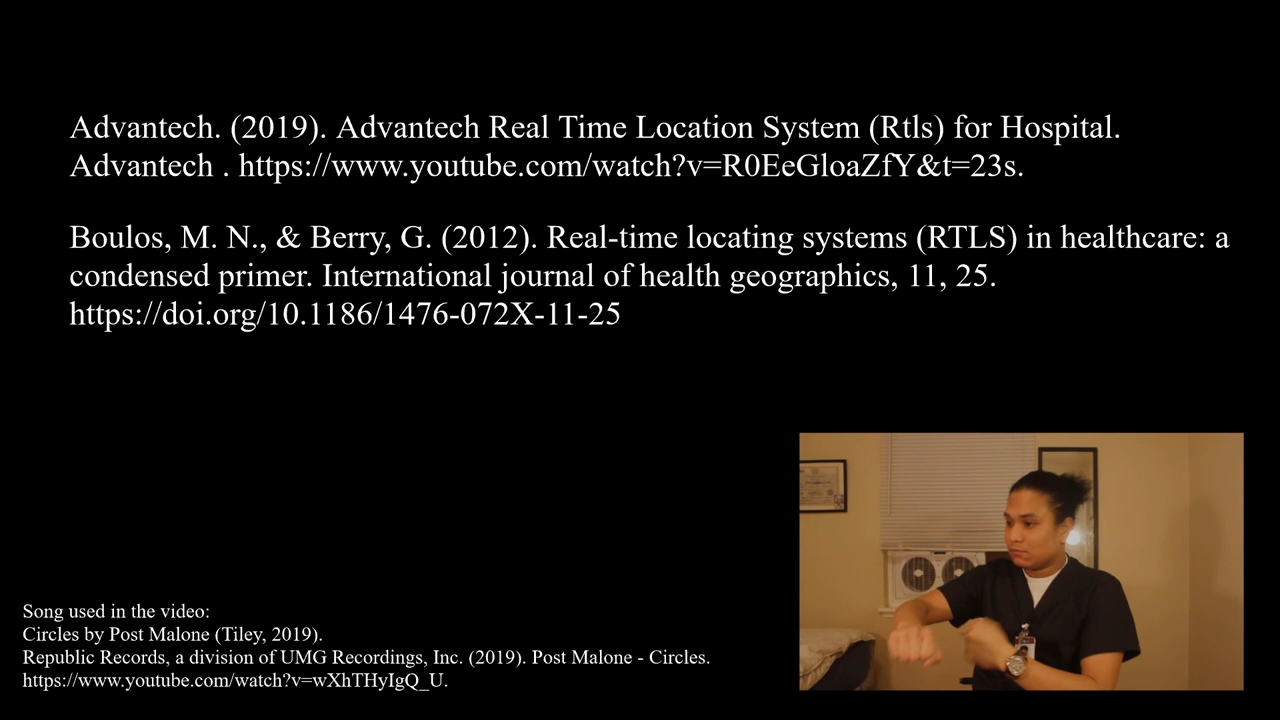 Advantech. (2019). Advantech Real Time Location System (Rtls) for Hospital.
Advantech . https://www.youtube.com/watch?v=R0EeGloaZfY&t=23s.
Boulos, M. N., & Berry, G. (2012). Real-time locating systems (RTLS) in healthcare: a
condensed primer. International journal of health geographics, 11, 25.
https://doi.org/10.1186/1476-072X-11-25
Song used in the video:
Circles by Post Malone (Tiley, 2019).
Republic Records, a division of UMG Recordings, Inc. (2019). Post Malone - Circles.
https://www.youtube.com/watch?v=wXhTHyIgQ_U.